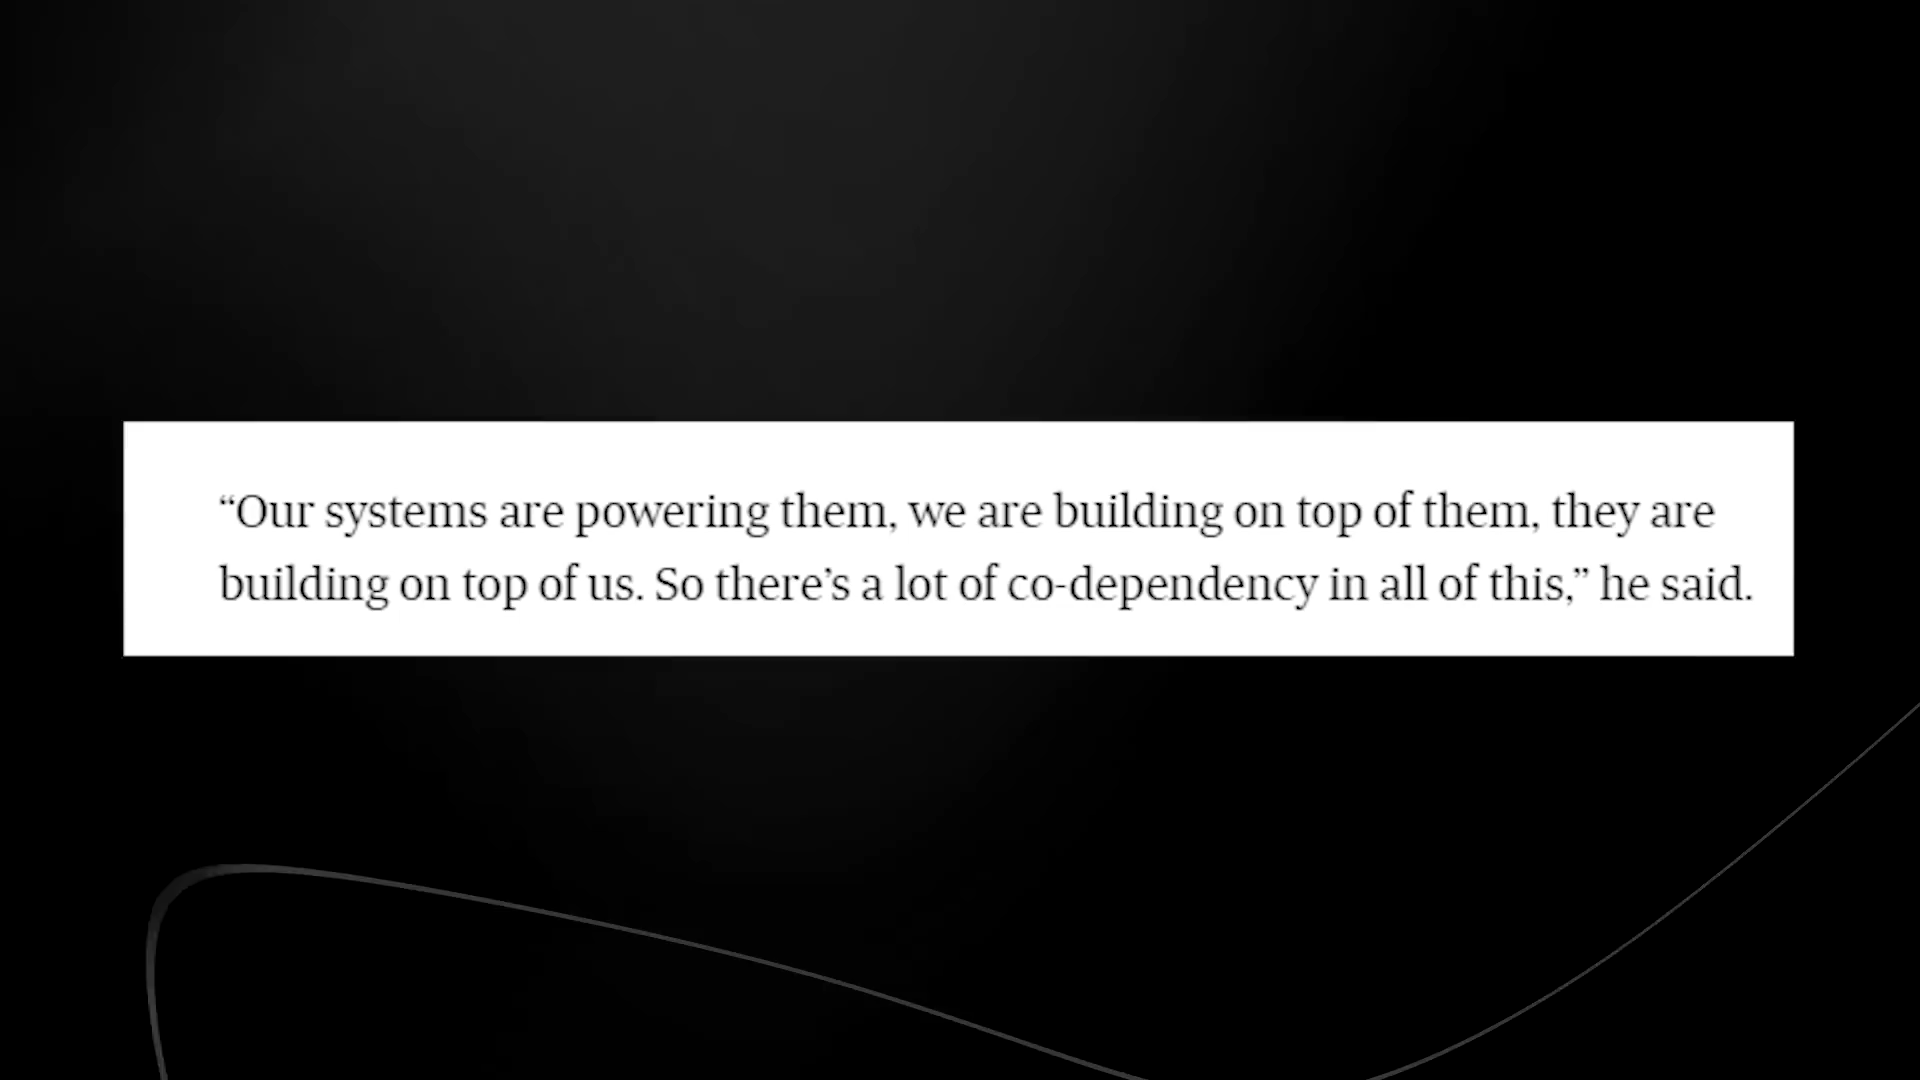 “Our systems are powering them, we are building on top of them, they are
building on top of us. So there’s a lot of co-dependency in all of this,” he said.